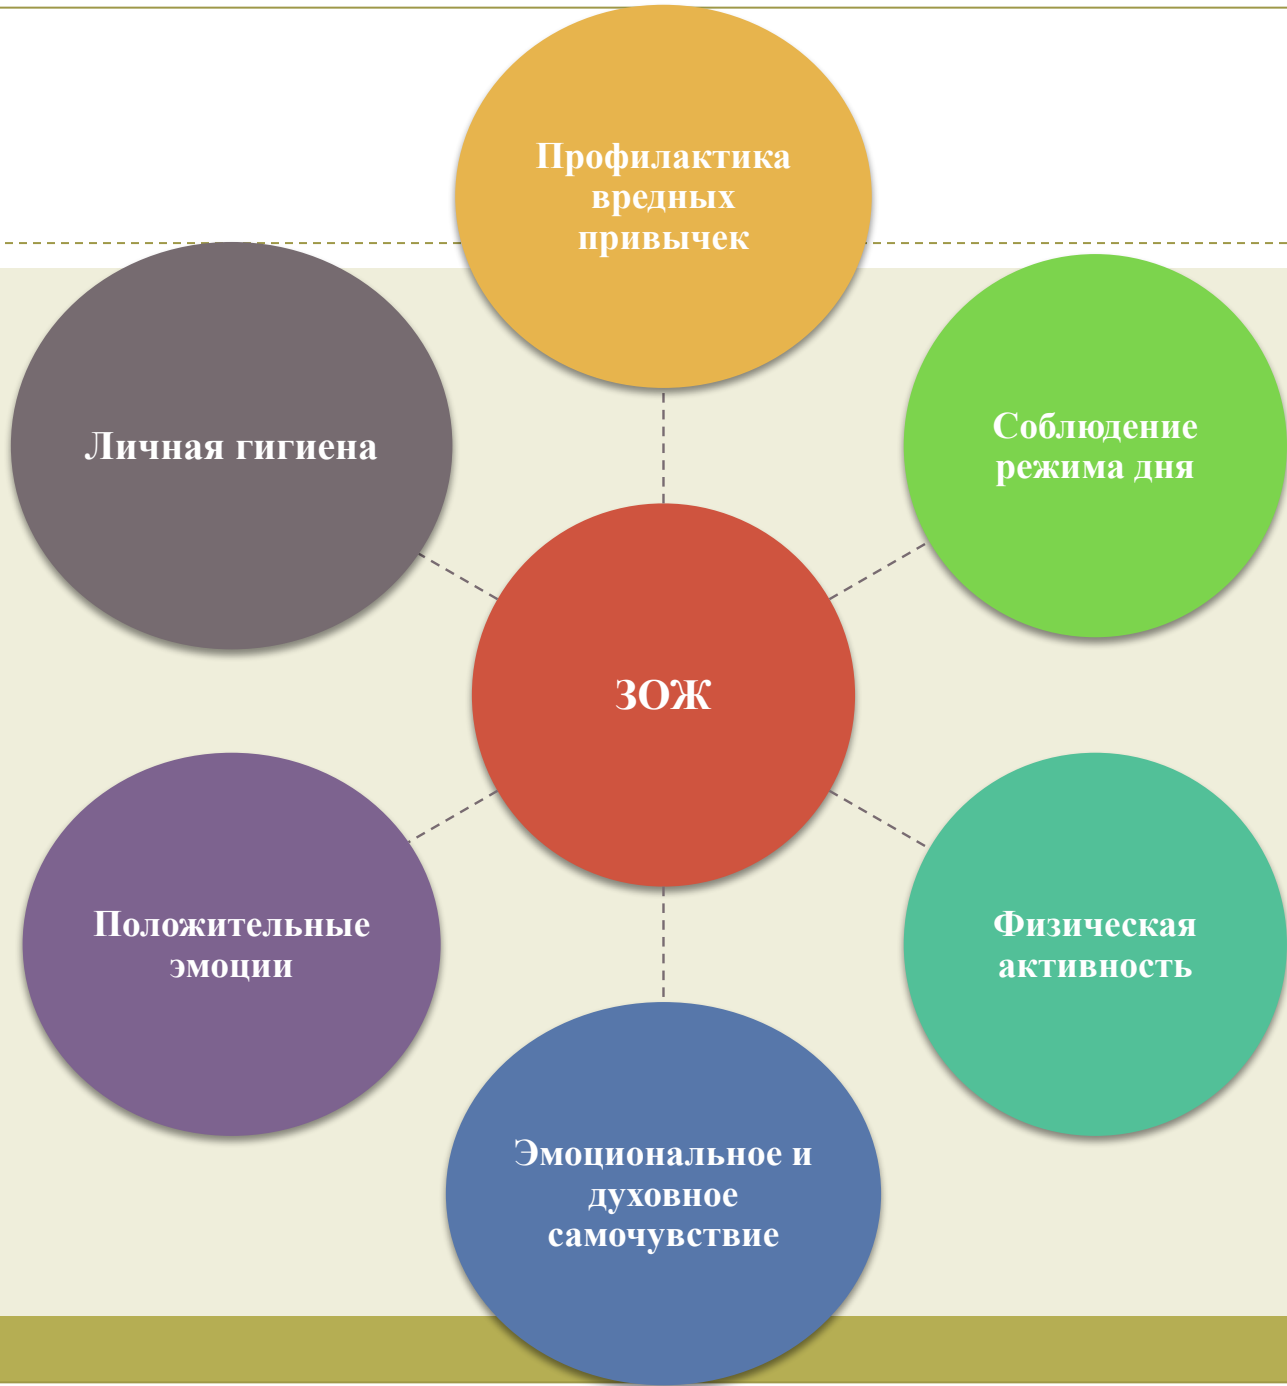 Профилактика
вредных
привычек
Личная гигиена
Соблюдение
режима дня
ЗОЖ
Положительные
эмоции
Физическая
активность
Эмоциональное и
духовное
самочувствие